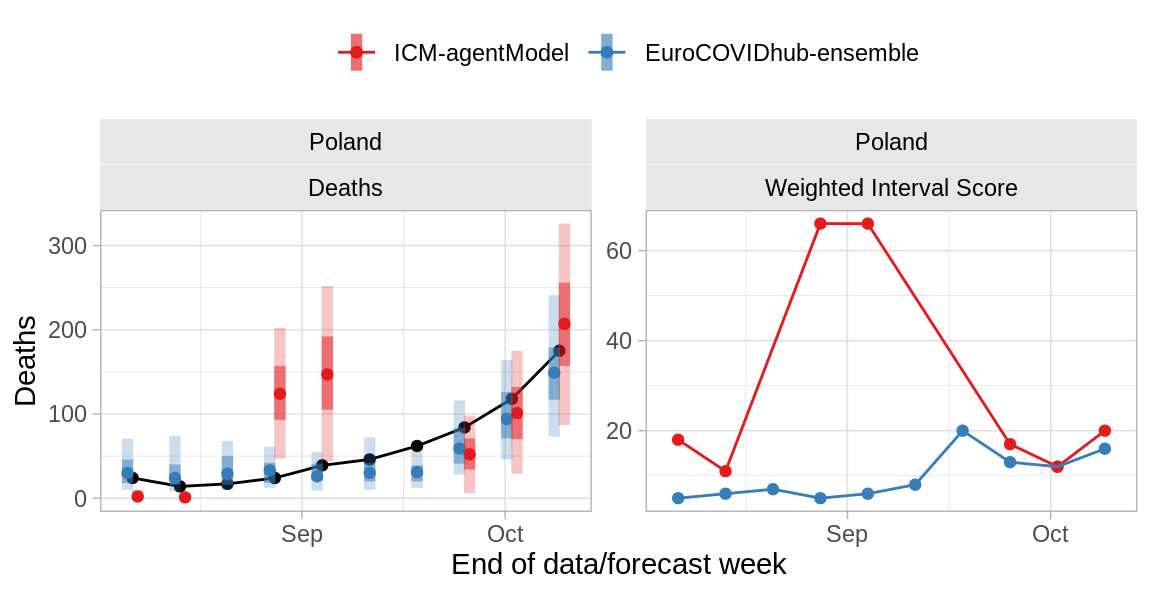 ICM-agentModel EuroCOVIDhub-ensemble
Poland
Deaths
Poland
Weighted Interval Score
Deaths
300
200
100
0
60
40
20
Sep Oct
Sep Oct
End of data/forecast week